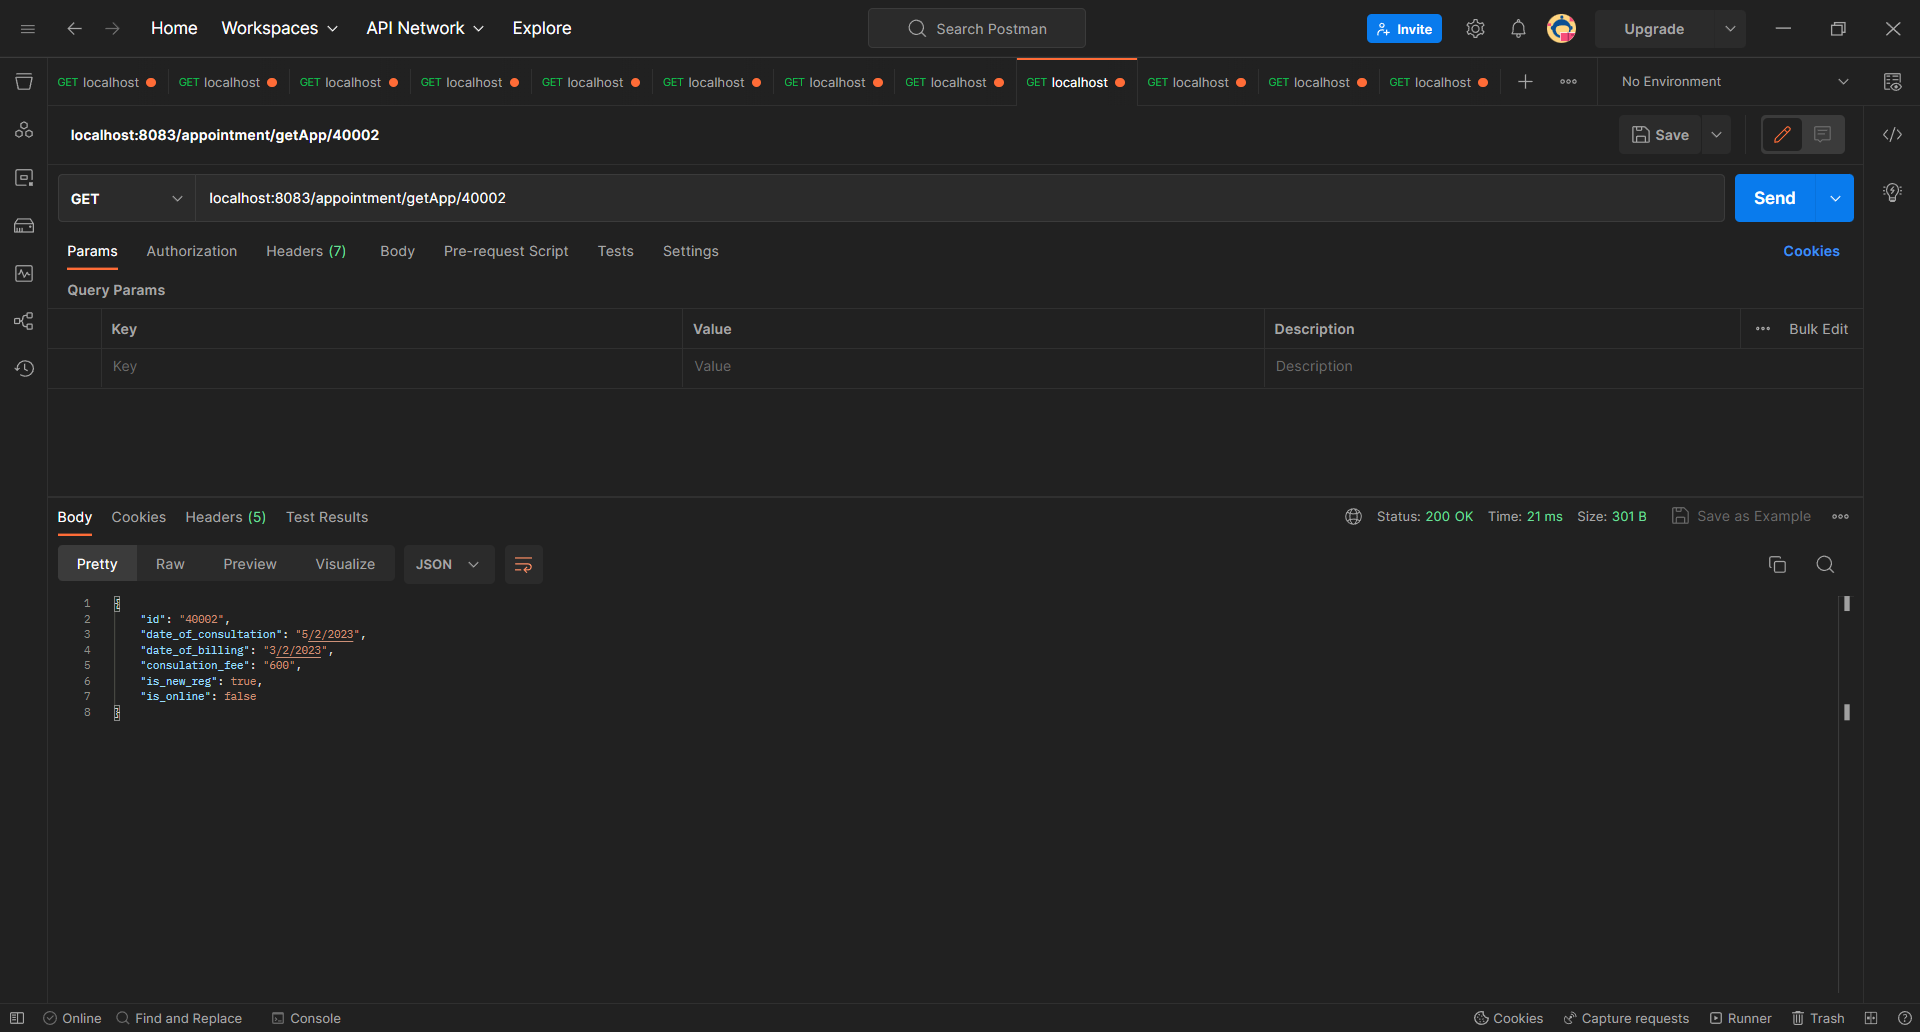 Home Workspaces API Network Explore Search Postman Invite Upgrade
GET localhost GET localhost GET localhost GET localhost GET localhost GET localhost GET localhost GET localhost GET localhost GET localhost GET localhost GET localhost No Environment
localhost:8083/appointment/getApp/40002 Save
GET localhost:8083/appointment/getApp/40002 Send
Params Authorization Headers (7) Body Pre-request Script Tests Settings Cookies
Query Params
Key Value Description Bulk Edit
Key Value Description
Body Cookies Headers (5) Test Results Status: 200 OK Time: 21 ms Size: 301 B Save as Example
Pretty Raw Preview Visualize JSON
1 {
2 "id": "40002",
3 "date_of_consultation": "5/2/2023",
4 "date_of_billing": "3/2/2023",
5 "consulation_fee": "600",
6 "is_new_reg": true,
7 "is_online": false
8 }
Online Find and Replace Console Cookies Capture requests Runner Trash